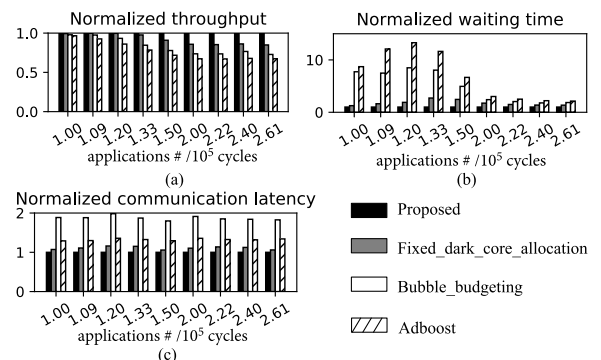 Normalized throughput
1.0
0.5
0.0
1.00 1.09 1.20 1.33 1.50 2.00 2.22 2.40 2.61
applications # /10⁵ cycles
(a)
Normalized waiting time
10
0
1.00 1.09 1.20 1.33 1.50 2.00 2.22 2.40 2.61
applications # /10⁵ cycles
(b)
Normalized communication latency
2
1
0
1.00 1.09 1.20 1.33 1.50 2.00 2.22 2.40 2.61
applications # /10⁵ cycles
(c)
Proposed
Fixed_dark_core_allocation
Bubble_budgeting
Adboost